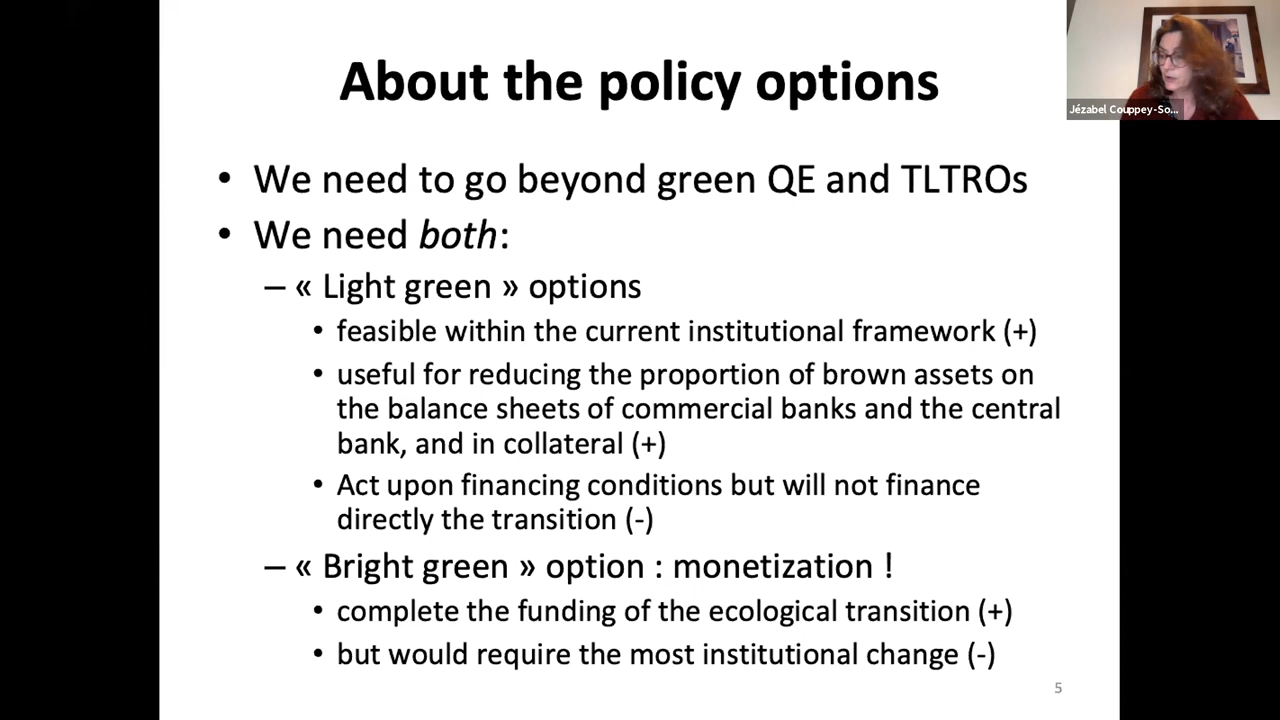 About the policy options
Jézabel Couppey-So...
• We need to go beyond green QE and TLTROs
• We need both:
– « Light green » options
• feasible within the current institutional framework (+)
• useful for reducing the proportion of brown assets on
the balance sheets of commercial banks and the central
bank, and in collateral (+)
• Act upon financing conditions but will not finance
directly the transition (-)
– « Bright green » option : monetization !
• complete the funding of the ecological transition (+)
• but would require the most institutional change (-)
5